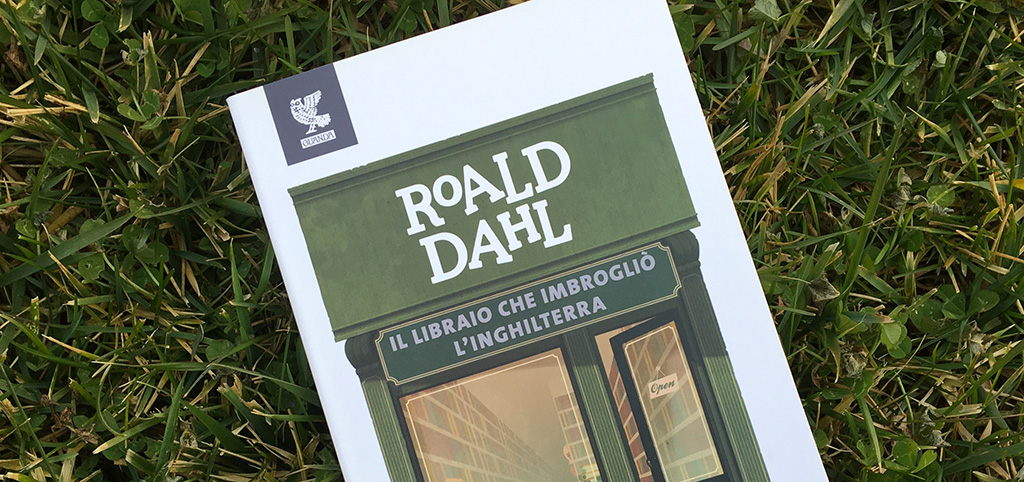 GUANDA
ROALD
DAHL
IL LIBRAIO CHE IMBROGLIÒ
L'INGHILTERRA
Open